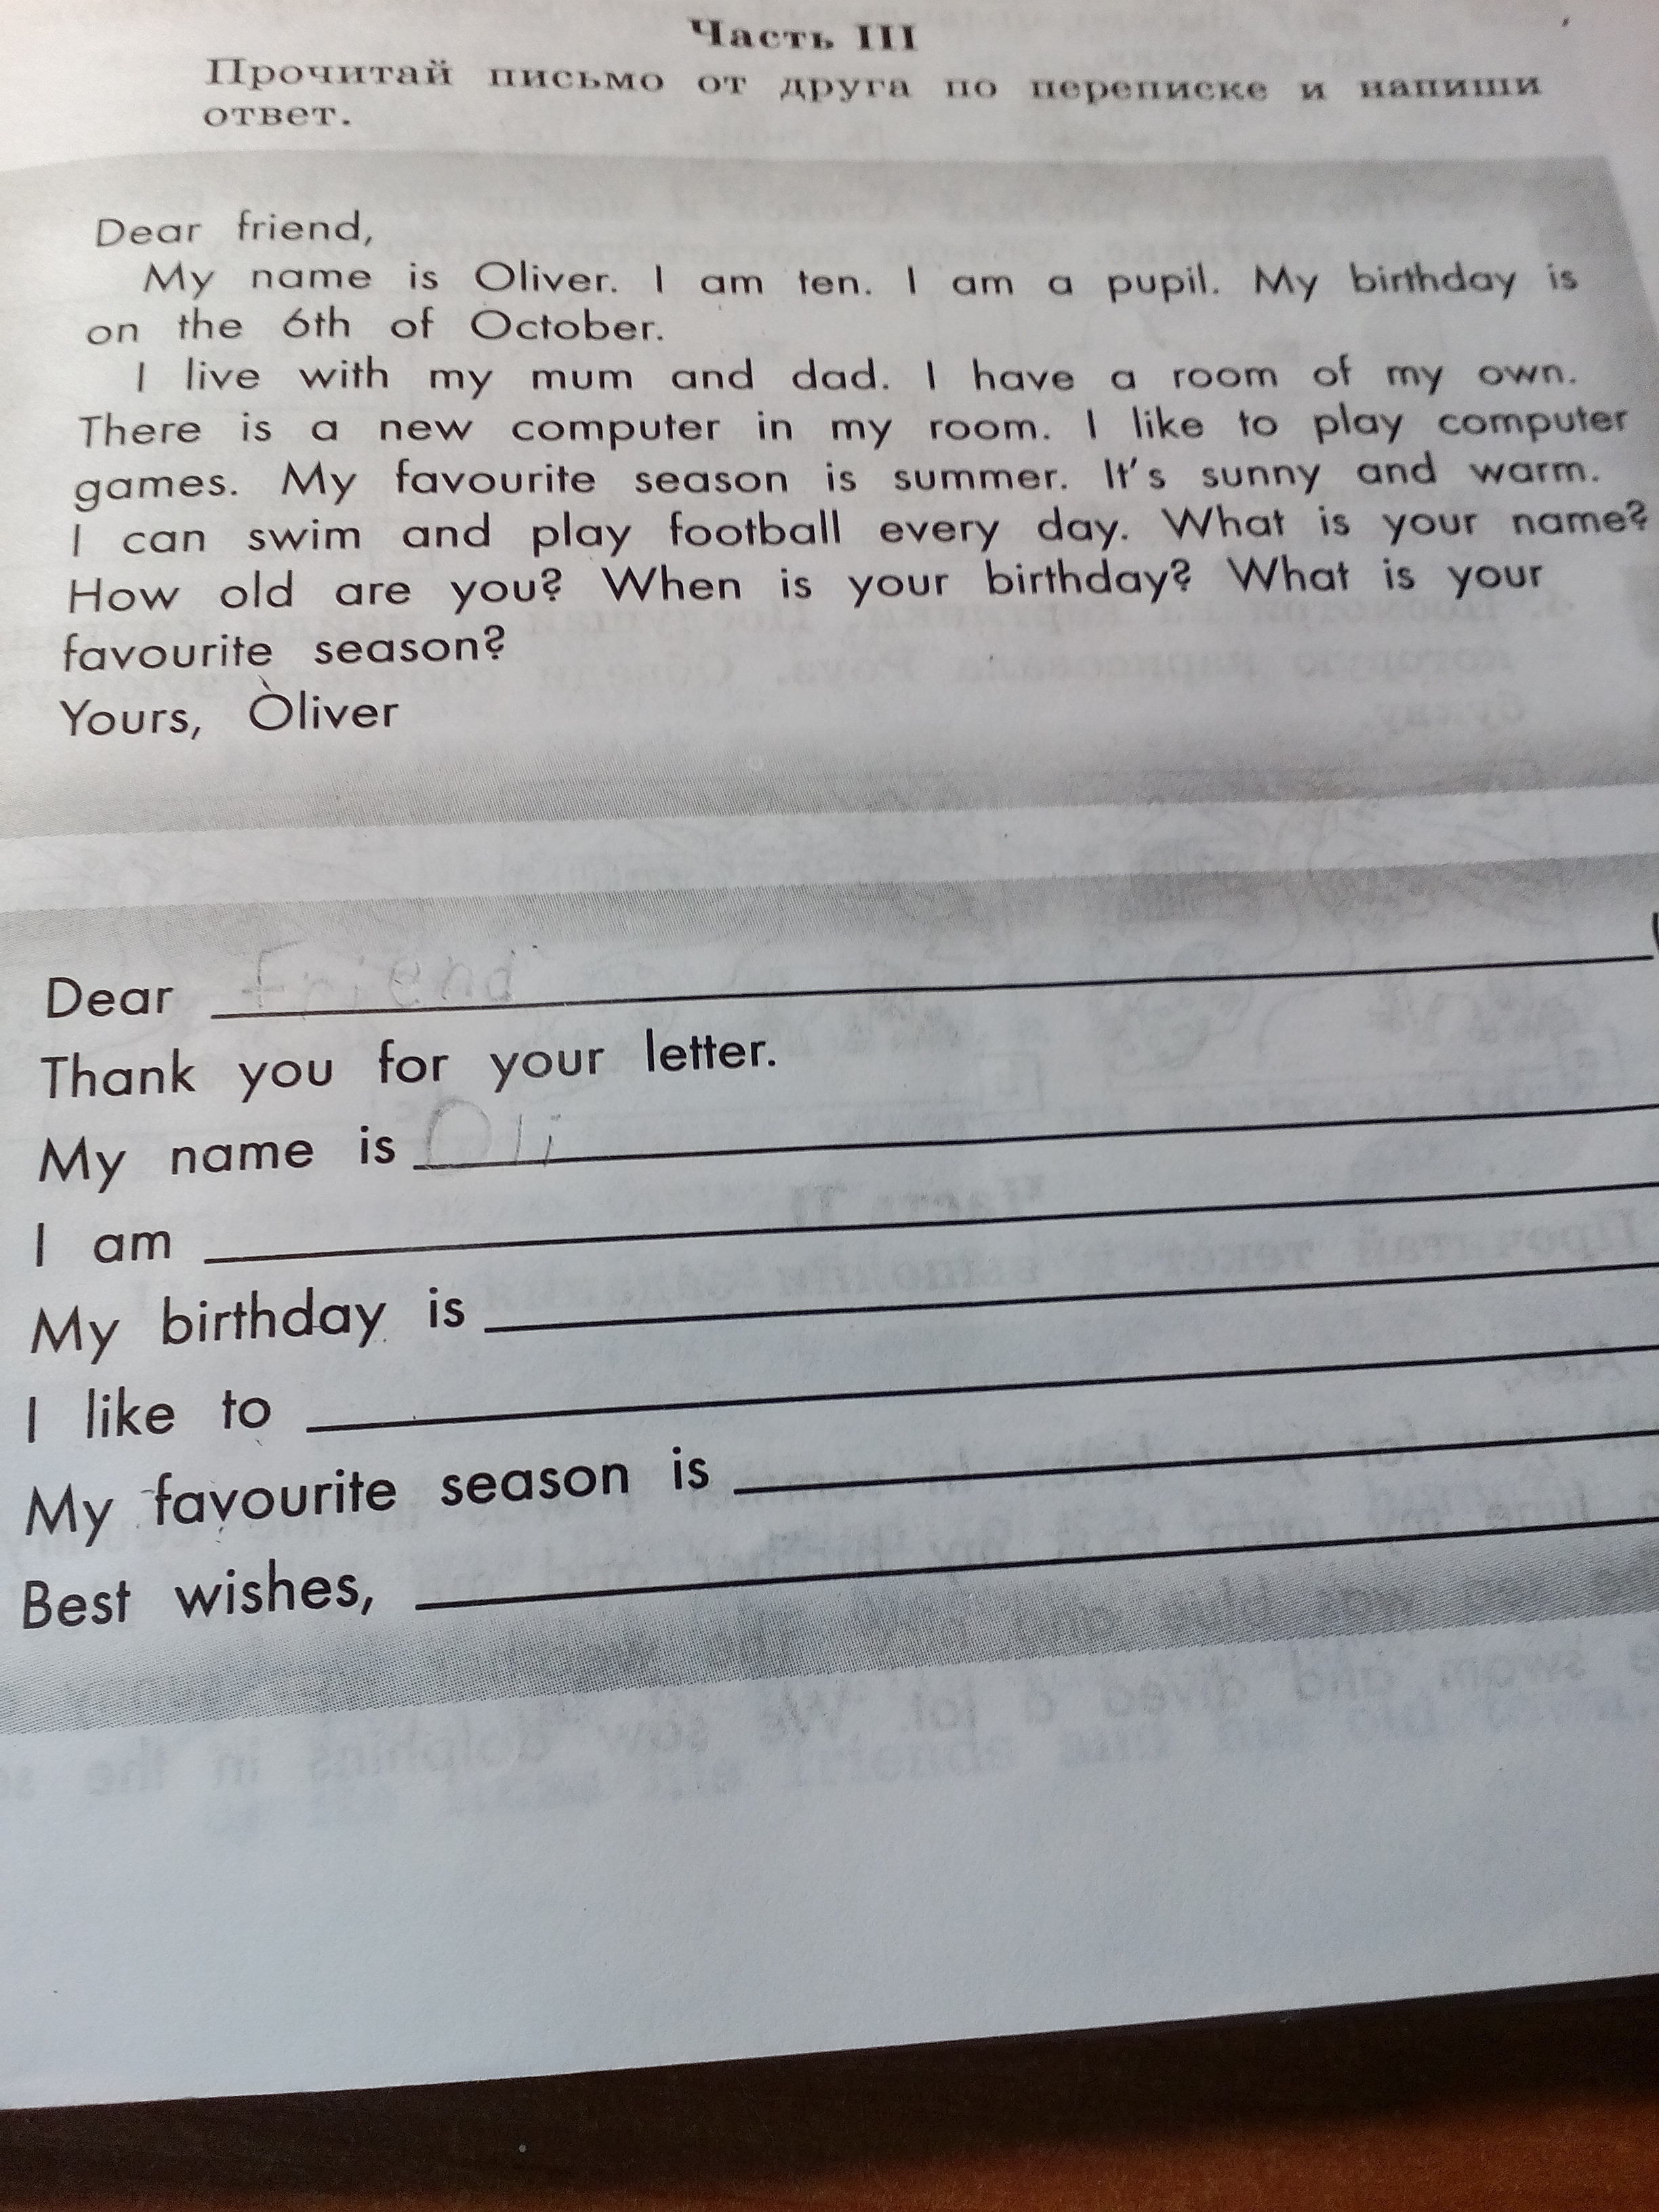 Часть III
Прочитай письмо от друга по переписке и напиши
ответ.
Dear friend,
My name is Oliver. I am ten. I am a pupil. My birthday is
on the 6th of October.
I live with my mum and dad. I have a room of my own.
There is a new computer in my room. I like to play computer
games. My favourite season is summer. It's sunny and warm.
I can swim and play football every day. What is your name?
How old are you? When is your birthday? What is your
favourite season?
Yours, Oliver
Dear friend
Thank you for your letter.
My name is Oli
I am
My birthday is
I like to
My favourite season is
Best wishes,